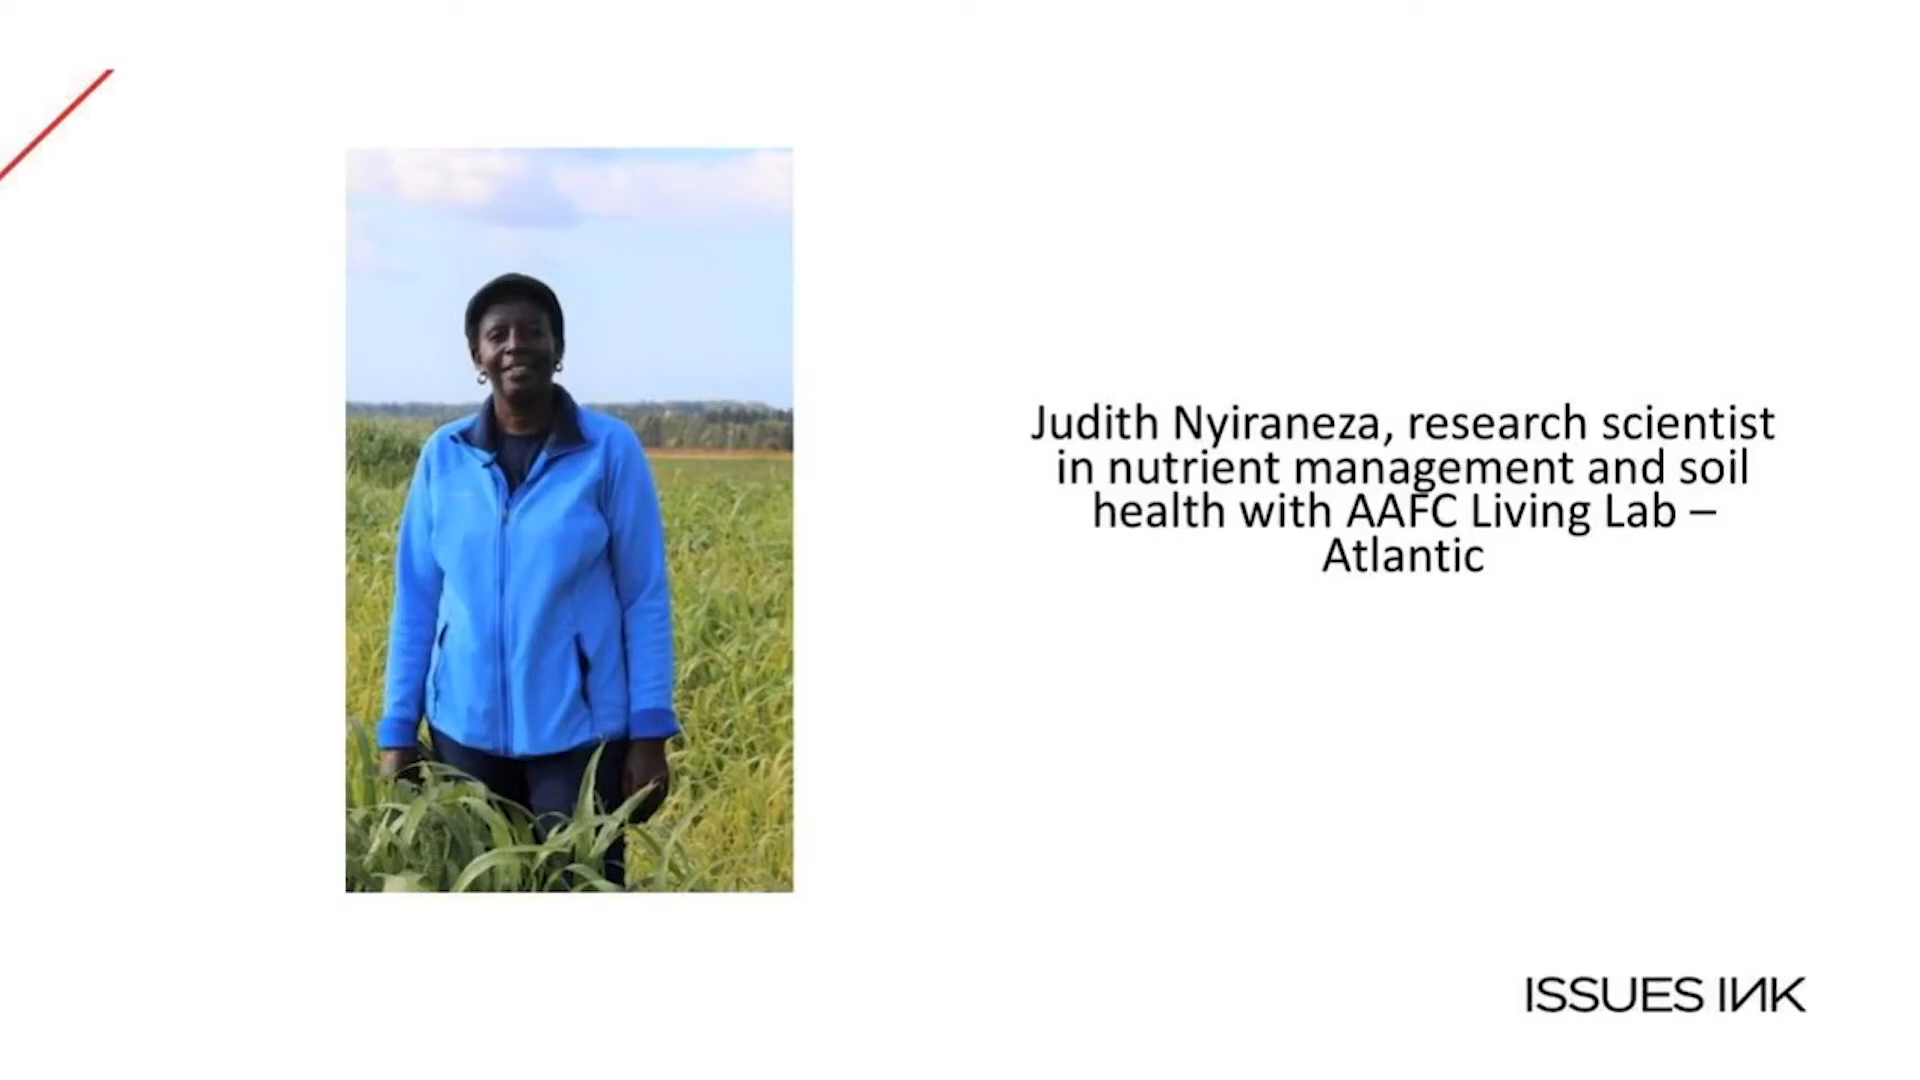 Judith Nyiraneza, research scientist
in nutrient management and soil
health with AAFC Living Lab –
Atlantic
ISSUES INK